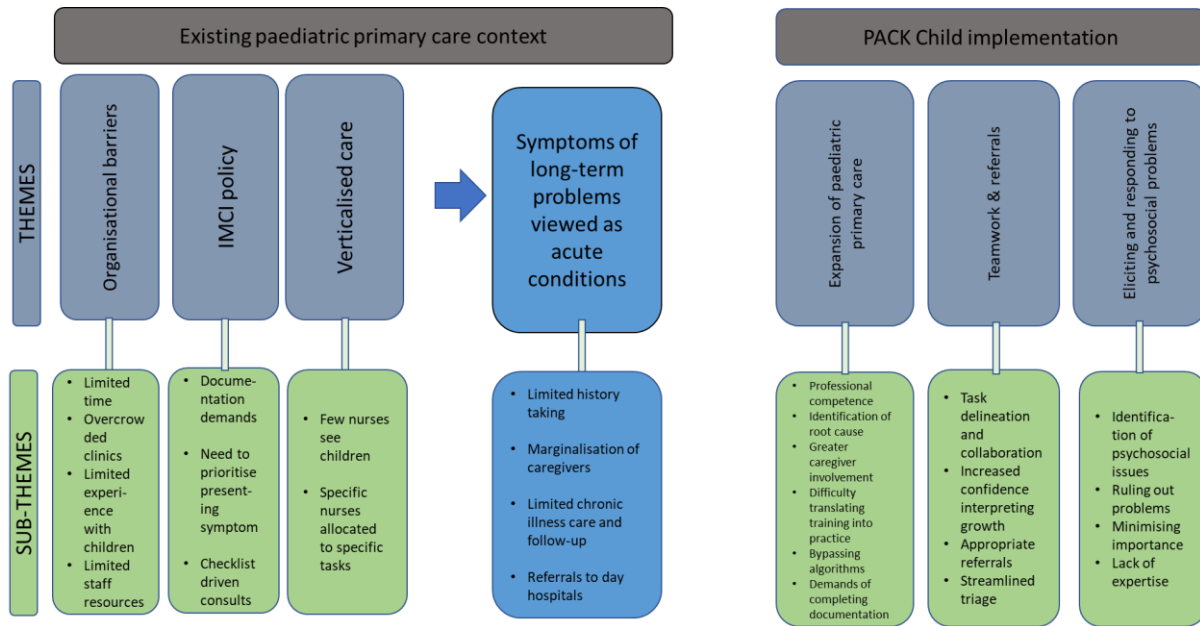 Existing paediatric primary care context
PACK Child implementation
THEMES
Organisational barriers
IMCI policy
Verticalised care
Symptoms of
long-term
problems
viewed as
acute
conditions
Expansion of paediatric
primary care
Teamwork & referrals
Eliciting and responding to
psychosocial problems
SUB-THEMES
• Limited
time
• Overcrow
ded clinics
• Limited
experi-
ence
with
children
• Limited
staff
resources
• Docume-
ntation
demands
• Need to
prioritise
present-
ing
symptom
• Checklist
driven
consults
• Few nurses
see
children
• Specific
nurses
allocated
to specific
tasks
• Limited history
taking
• Marginalisation of
caregivers
• Limited chronic
illness care and
follow-up
• Referrals to day
hospitals
• Professional
competence
• Identification of
root cause
• Greater
caregiver
involvement
• Difficulty
translating
training into
practice
• Bypassing
algorithms
• Demands of
completing
documentation
• Task
delineation
and
collaboration
• Increased
confidence
interpreting
growth
• Appropriate
referrals
• Streamlined
triage
• Identifica-
tion of
psychosocial
issues
• Ruling out
problems
• Minimising
importance
• Lack of
expertise